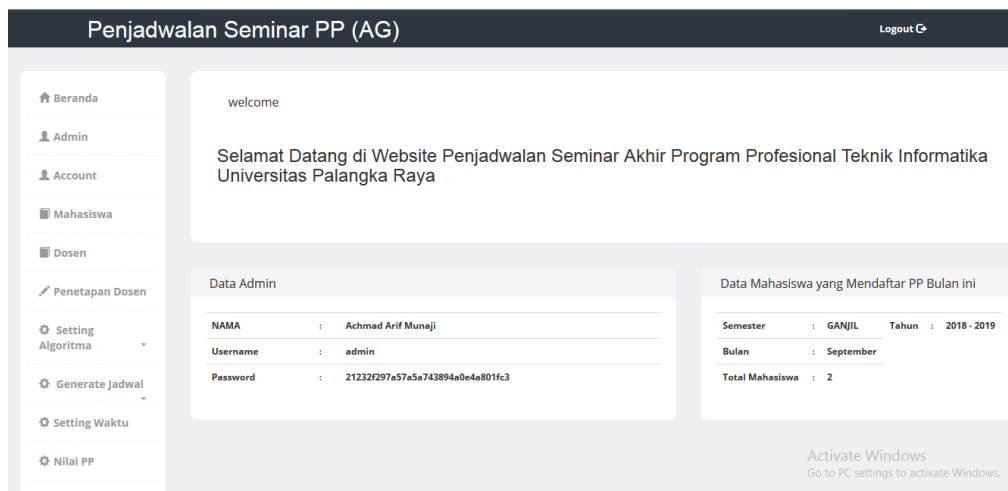 Penjadwalan Seminar PP (AG)
Logout
Beranda
Admin
Account
Mahasiswa
Dosen
Penetapan Dosen
Setting
Algoritma
Generate Jadwal
Setting Waktu
Nilai PP
welcome
Selamat Datang di Website Penjadwalan Seminar Akhir Program Profesional Teknik Informatika
Universitas Palangka Raya
Data Admin
NAMA : Achmad Arif Munaji
Username : admin
Password : 21232f297a57a5a743894a0e4a801fc3
Data Mahasiswa yang Mendaftar PP Bulan ini
Semester : GANJIL Tahun : 2018 - 2019
Bulan : September
Total Mahasiswa : 2
Activate Windows
Go to PC settings to activate Windows.